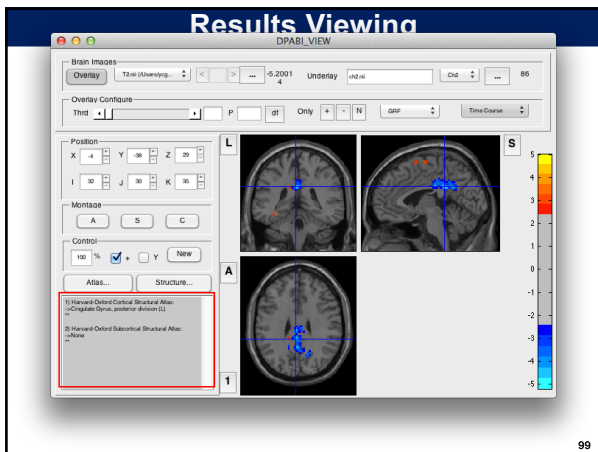 Results Viewing
DPABI_VIEW
Brain Images
Overlay T2.nii (/Users/ycg... < > ... -5.2001 4 Underlay ch2.nii Ch2 ... 86
Overlay Configure
Thrd P df Only + - N GRF Time Course
Position
X -4 Y -38 Z 29
I 32 J 30 K 35
Montage
A S C
Control
100 % + Y New
Atlas... Structure...
1) Harvard-Oxford Cortical Structural Atlas:
->Cingulate Gyrus, posterior division (L)
**
2) Harvard-Oxford Subcortical Structural Atlas:
->None
**
L
S
A
1
5
4
3
2
1
0
-1
-2
-3
-4
-5
99